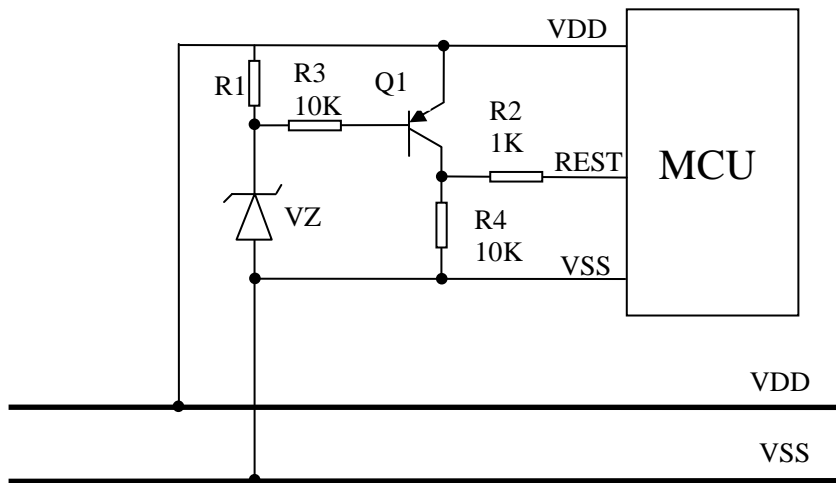 VDD
R1
R3
10K
Q1
R2
1K
REST
MCU
VZ
R4
10K
VSS
VDD
VSS